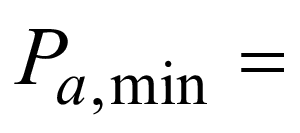 P_{a,min} =